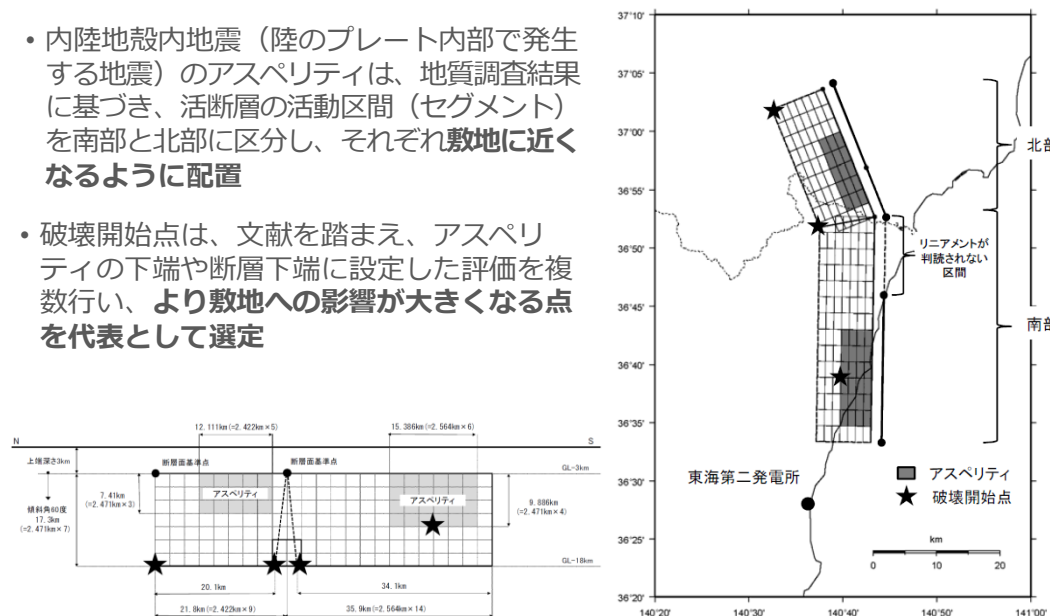 • 内陸地殻内地震（陸のプレート内部で発生
する地震）のアスペリティは、地質調査結果
に基づき、活断層の活動区間（セグメント）
を南部と北部に区分し、それぞれ敷地に近く
なるように配置
• 破壊開始点は、文献を踏まえ、アスペリ
ティの下端や断層下端に設定した評価を複
数行い、より敷地への影響が大きくなる点
を代表として選定
12.111km(=2.422km×5)
15.386km(=2.564km×6)
N
S
上端深さ3km
断層面基準点
断層面基準点
GL-3km
7.41km
(=2.471km×3)
アスペリティ
アスペリティ
9.886km
(=2.471km×4)
傾斜角60度
17.3km
(=2.471km×7)
GL-18km
20.1km
34.1km
21.8km(=2.422km×9)
35.9km(=2.564km×14)
37°10'
37°05'
37°00'
36°55'
36°50'
36°45'
36°40'
36°35'
36°30'
36°25'
36°20'
北部
リニアメントが
判読されない
区間
南部
東海第二発電所
アスペリティ
破壊開始点
km
0
10
20
140°20'
140°30'
140°40'
140°50'
141°00'